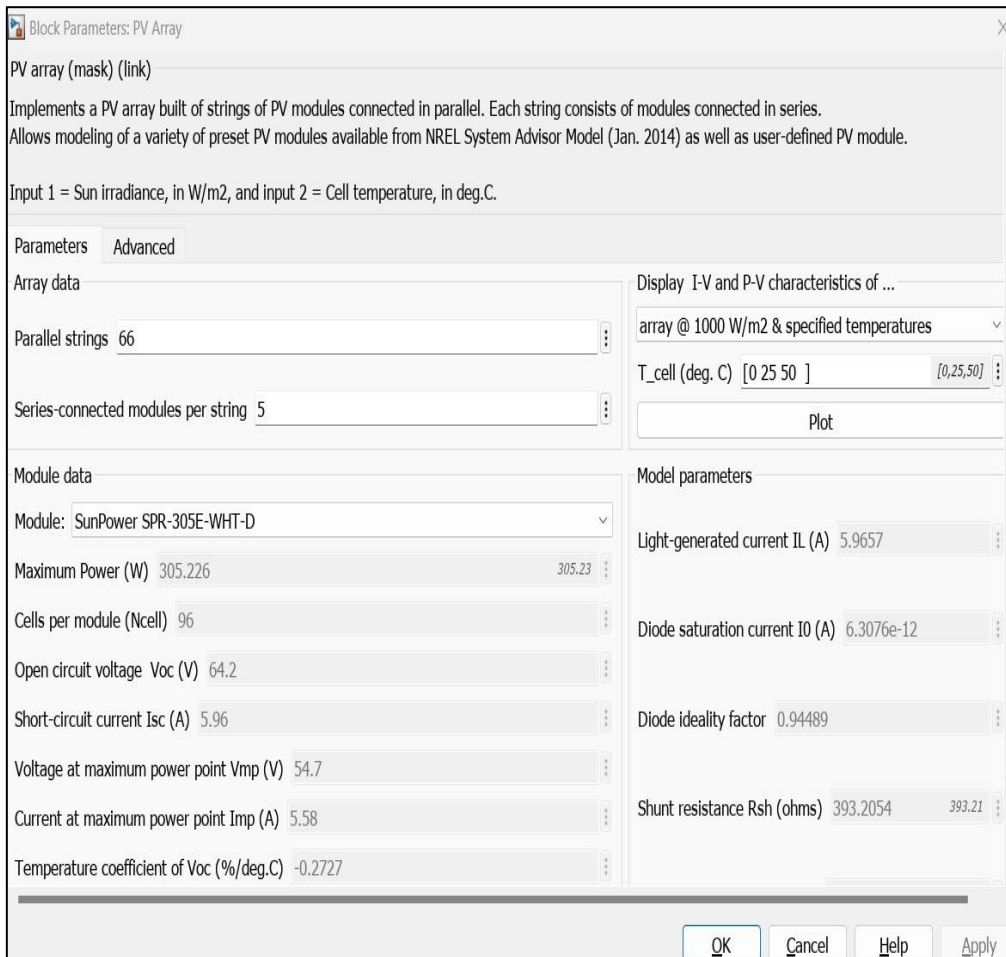 Block Parameters: PV Array
PV array (mask) (link)
Implements a PV array built of strings of PV modules connected in parallel. Each string consists of modules connected in series.
Allows modeling of a variety of preset PV modules available from NREL System Advisor Model (Jan. 2014) as well as user-defined PV module.
Input 1 = Sun irradiance, in W/m2, and input 2 = Cell temperature, in deg.C.
Parameters Advanced
Array data
Parallel strings 66
Series-connected modules per string 5
Display I-V and P-V characteristics of ...
array @ 1000 W/m2 & specified temperatures
T_cell (deg. C) [0 25 50 ] [0,25,50]
Plot
Module data
Module: SunPower SPR-305E-WHT-D
Maximum Power (W) 305.226 305.23
Cells per module (Ncell) 96
Open circuit voltage Voc (V) 64.2
Short-circuit current Isc (A) 5.96
Voltage at maximum power point Vmp (V) 54.7
Current at maximum power point Imp (A) 5.58
Temperature coefficient of Voc (%/deg.C) -0.2727
Model parameters
Light-generated current IL (A) 5.9657
Diode saturation current I0 (A) 6.3076e-12
Diode ideality factor 0.94489
Shunt resistance Rsh (ohms) 393.2054 393.21
OK Cancel Help Apply